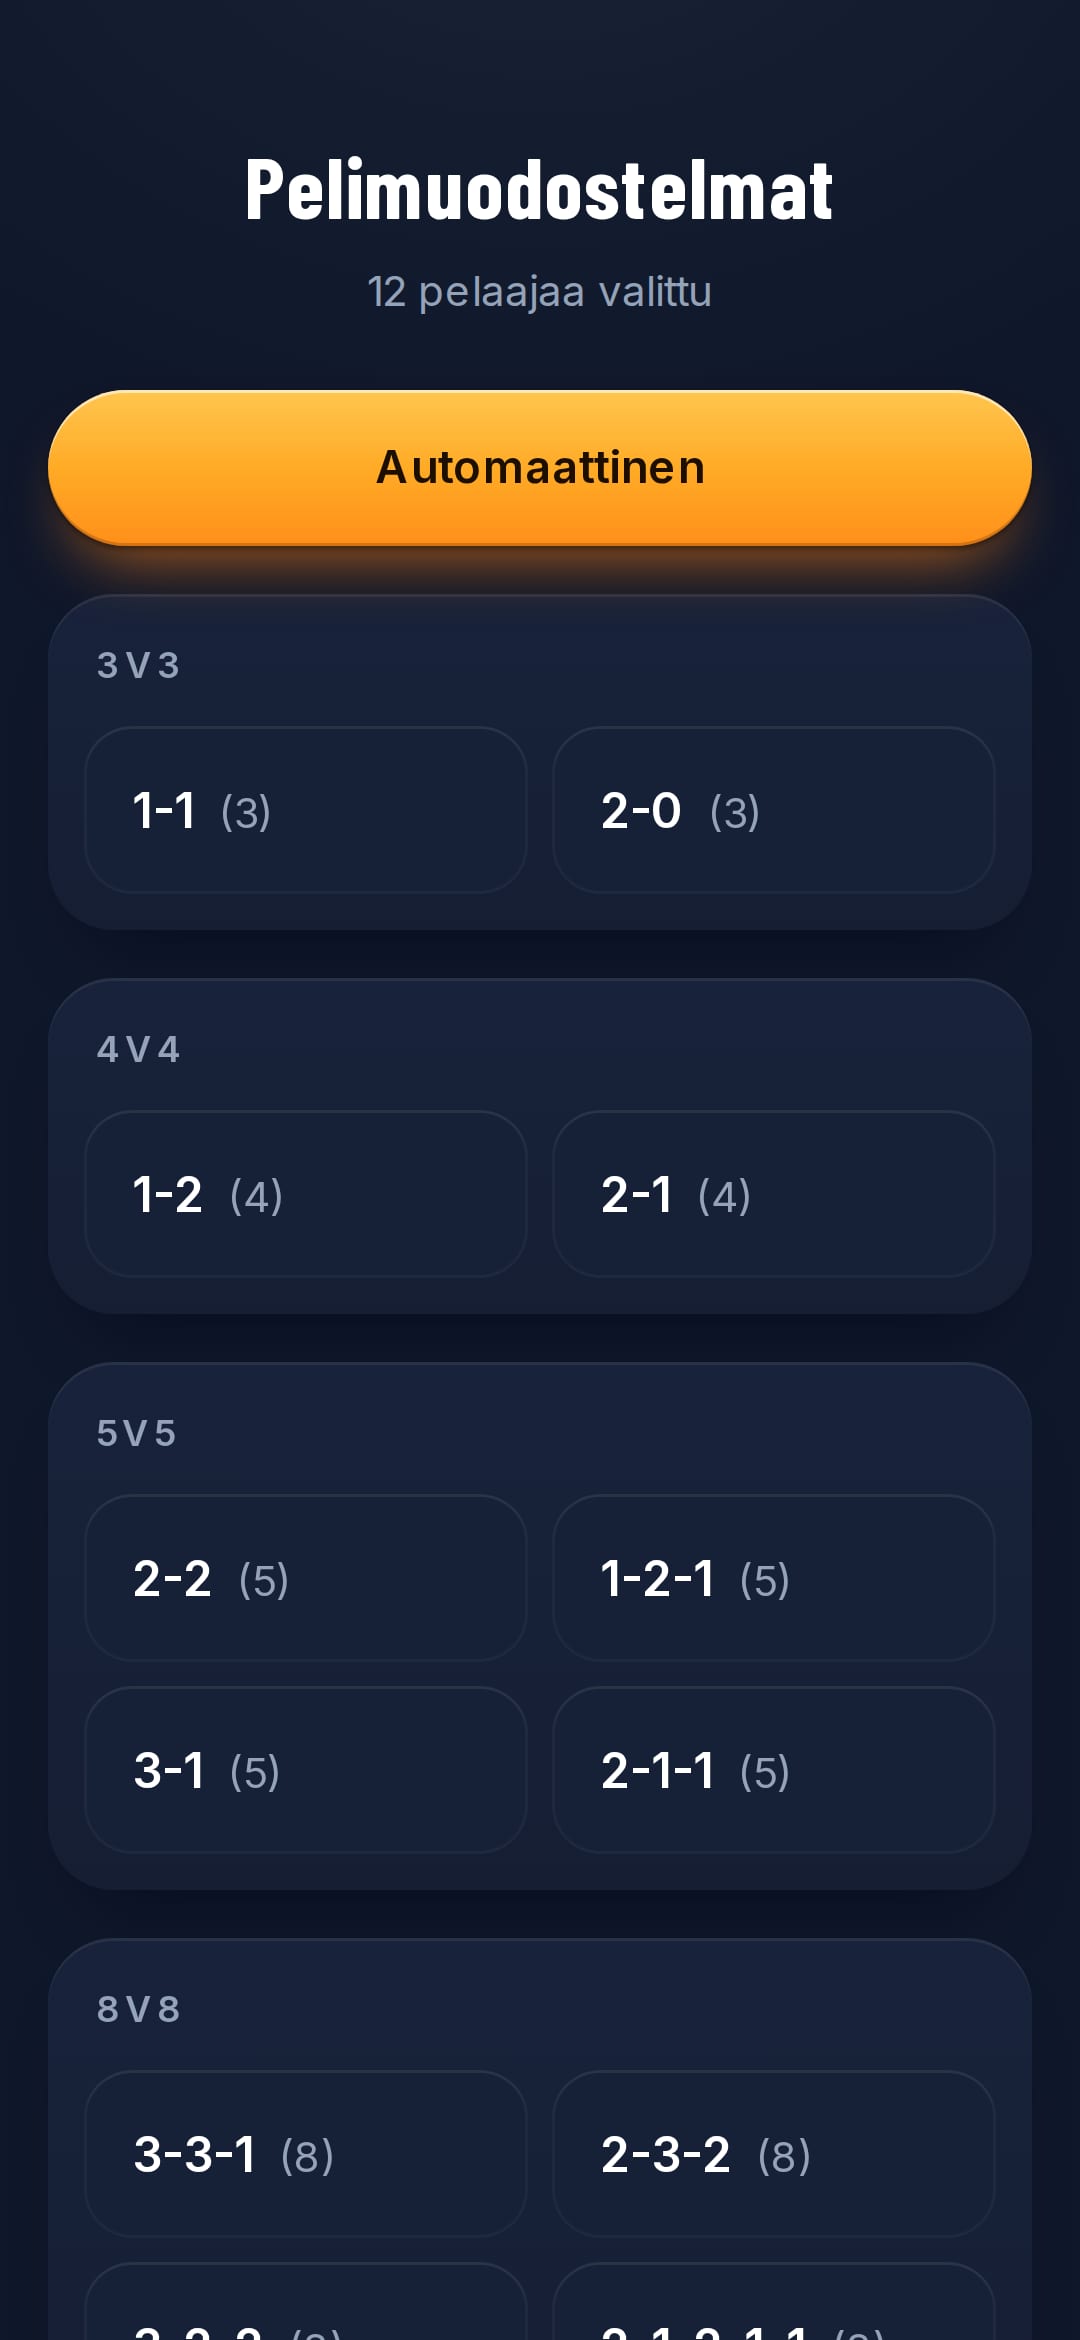 Pelimuodostelmat
12 pelaajaa valittu
Automaattinen
3V3
1-1 (3)
2-0 (3)
4V4
1-2 (4)
2-1 (4)
5V5
2-2 (5)
1-2-1 (5)
3-1 (5)
2-1-1 (5)
8V8
3-3-1 (8)
2-3-2 (8)